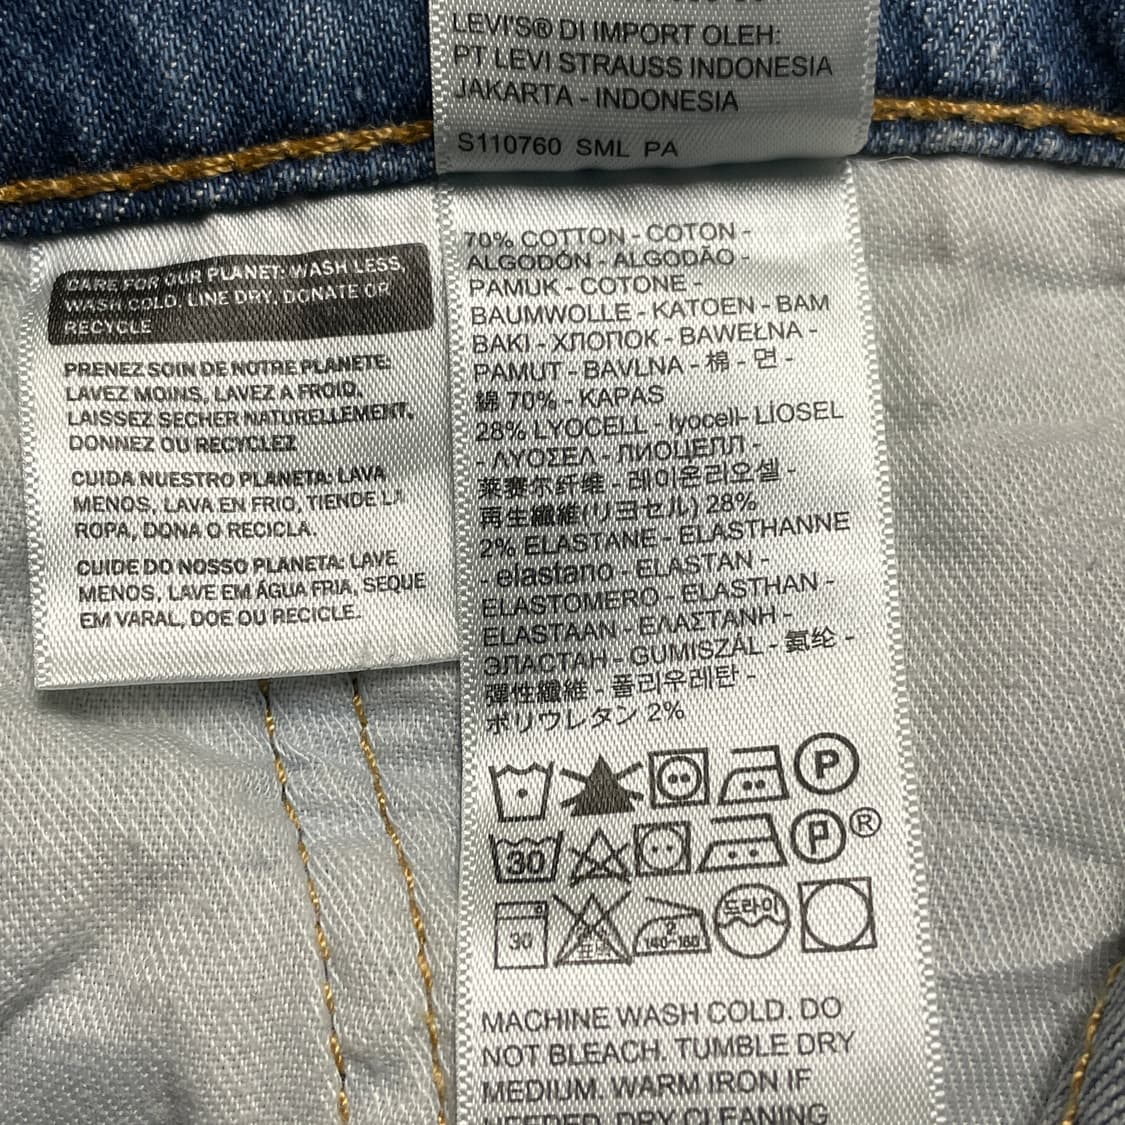 LEVI'S® DI IMPORT OLEH:
PT LEVI STRAUSS INDONESIA
JAKARTA - INDONESIA
S110760 SML PA
CARE FOR OUR PLANET: WASH LESS,
WASH COLD, LINE DRY, DONATE OR
RECYCLE
PRENEZ SOIN DE NOTRE PLANETE:
LAVEZ MOINS, LAVEZ A FROID,
LAISSEZ SECHER NATURELLEMENT,
DONNEZ OU RECYCLEZ
CUIDA NUESTRO PLANETA: LAVA
MENOS, LAVA EN FRIO, TIENDE LA
ROPA, DONA O RECICLA.
CUIDE DO NOSSO PLANETA: LAVE
MENOS, LAVE EM ÁGUA FRIA, SEQUE
EM VARAL, DOE OU RECICLE.
70% COTTON - COTON -
ALGODÓN - ALGODÃO -
PAMUK - COTONE -
BAUMWOLLE - KATOEN - BAM
BAKI - ХЛОПОК - BAWEŁNA -
PAMUT - BAVLNA - 棉 - 면 -
綿 70% - KAPAS
28% LYOCELL - lyocell- LİOSEL
- ΛΥΟΣΕΛ - ЛИОЦЕЛЛ -
莱赛尔纤维 - 레이온리오셀 -
再生繊維(リヨセル) 28%
2% ELASTANE - ELASTHANNE
- elastano - ELASTAN -
ELASTOMERO - ELASTHAN -
ELASTAAN - ΕΛΑΣΤΑΝΗ -
ЭЛАСТАН - GUMISZÁL - 氨纶 -
彈性纖維 - 폴리우레탄 -
ポリウレタン 2%
P
30 P ®
30 140-160 드라이
MACHINE WASH COLD. DO
NOT BLEACH. TUMBLE DRY
MEDIUM. WARM IRON IF
NEEDED. DRY CLEANING